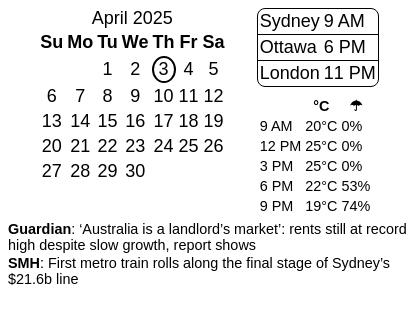 April 2025
Su Mo Tu We Th Fr Sa
1 2 3 4 5
6 7 8 9 10 11 12
13 14 15 16 17 18 19
20 21 22 23 24 25 26
27 28 29 30
Sydney 9 AM
Ottawa 6 PM
London 11 PM
°C ☂
9 AM 20°C 0%
12 PM 25°C 0%
3 PM 25°C 0%
6 PM 22°C 53%
9 PM 19°C 74%
Guardian: ‘Australia is a landlord’s market’: rents still at record
high despite slow growth, report shows
SMH: First metro train rolls along the final stage of Sydney’s
$21.6b line